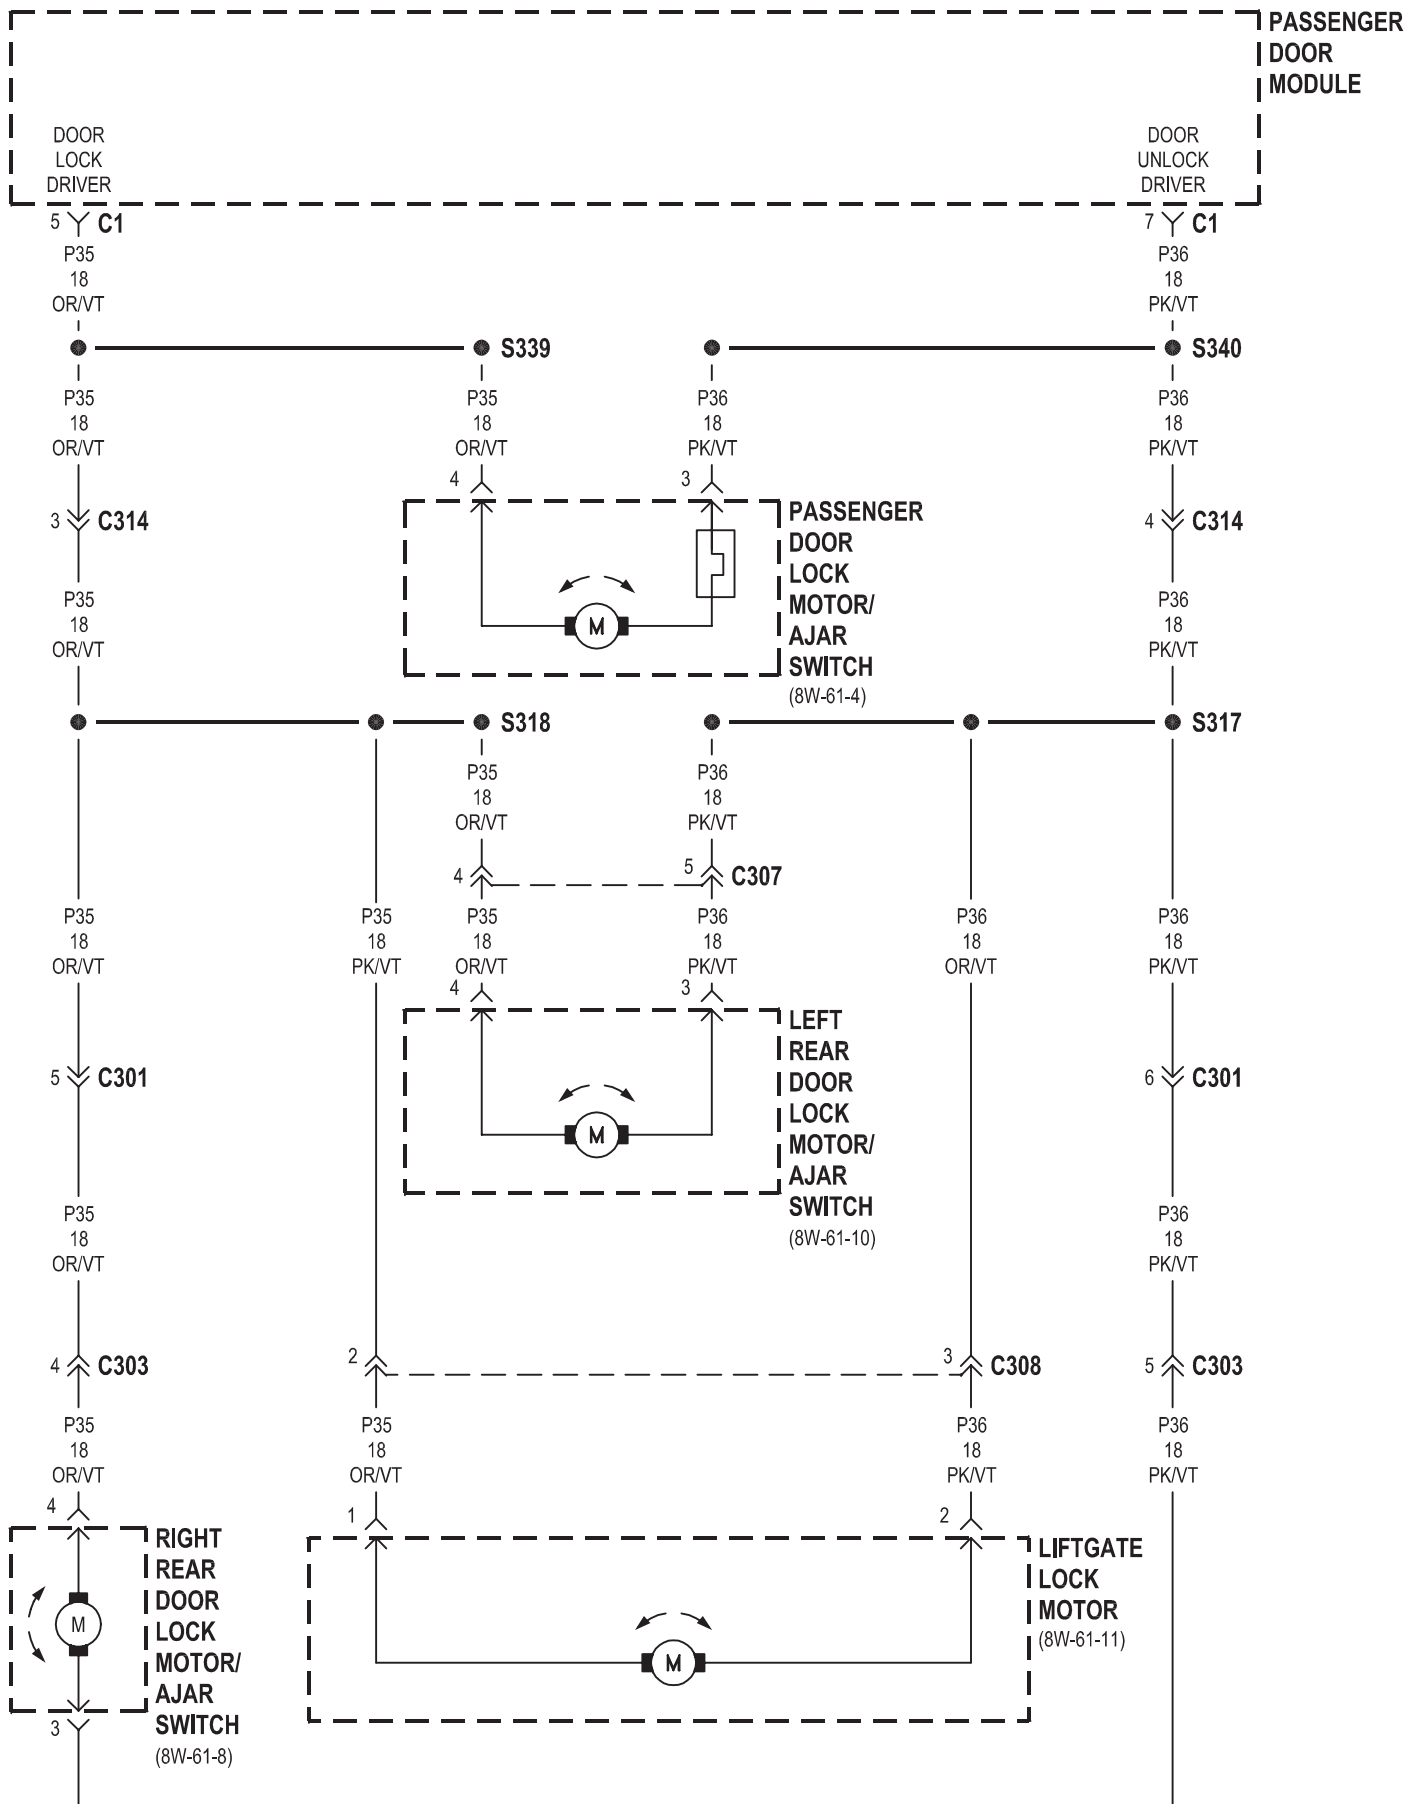 PASSENGER
DOOR
MODULE
DOOR
LOCK
DRIVER
DOOR
UNLOCK
DRIVER
5 C1
7 C1
P35
18
OR/VT
P36
18
PK/VT
S339
S340
P35
18
OR/VT
P35
18
OR/VT
P36
18
PK/VT
P36
18
PK/VT
4
3
3 C314
4 C314
PASSENGER
DOOR
LOCK
MOTOR/
AJAR
SWITCH
(8W-61-4)
M
P35
18
OR/VT
P36
18
PK/VT
S318
S317
P35
18
OR/VT
P36
18
PK/VT
4
5 C307
P35
18
OR/VT
P35
18
PK/VT
P35
18
OR/VT
P36
18
PK/VT
P36
18
OR/VT
P36
18
PK/VT
4
3
LEFT
REAR
DOOR
LOCK
MOTOR/
AJAR
SWITCH
(8W-61-10)
M
5 C301
6 C301
P35
18
OR/VT
P36
18
PK/VT
4 C303
2
3 C308
5 C303
P35
18
OR/VT
P35
18
OR/VT
P36
18
PK/VT
P36
18
PK/VT
4
1
2
RIGHT
REAR
DOOR
LOCK
MOTOR/
AJAR
SWITCH
(8W-61-8)
M
3
LIFTGATE
LOCK
MOTOR
(8W-61-11)
M